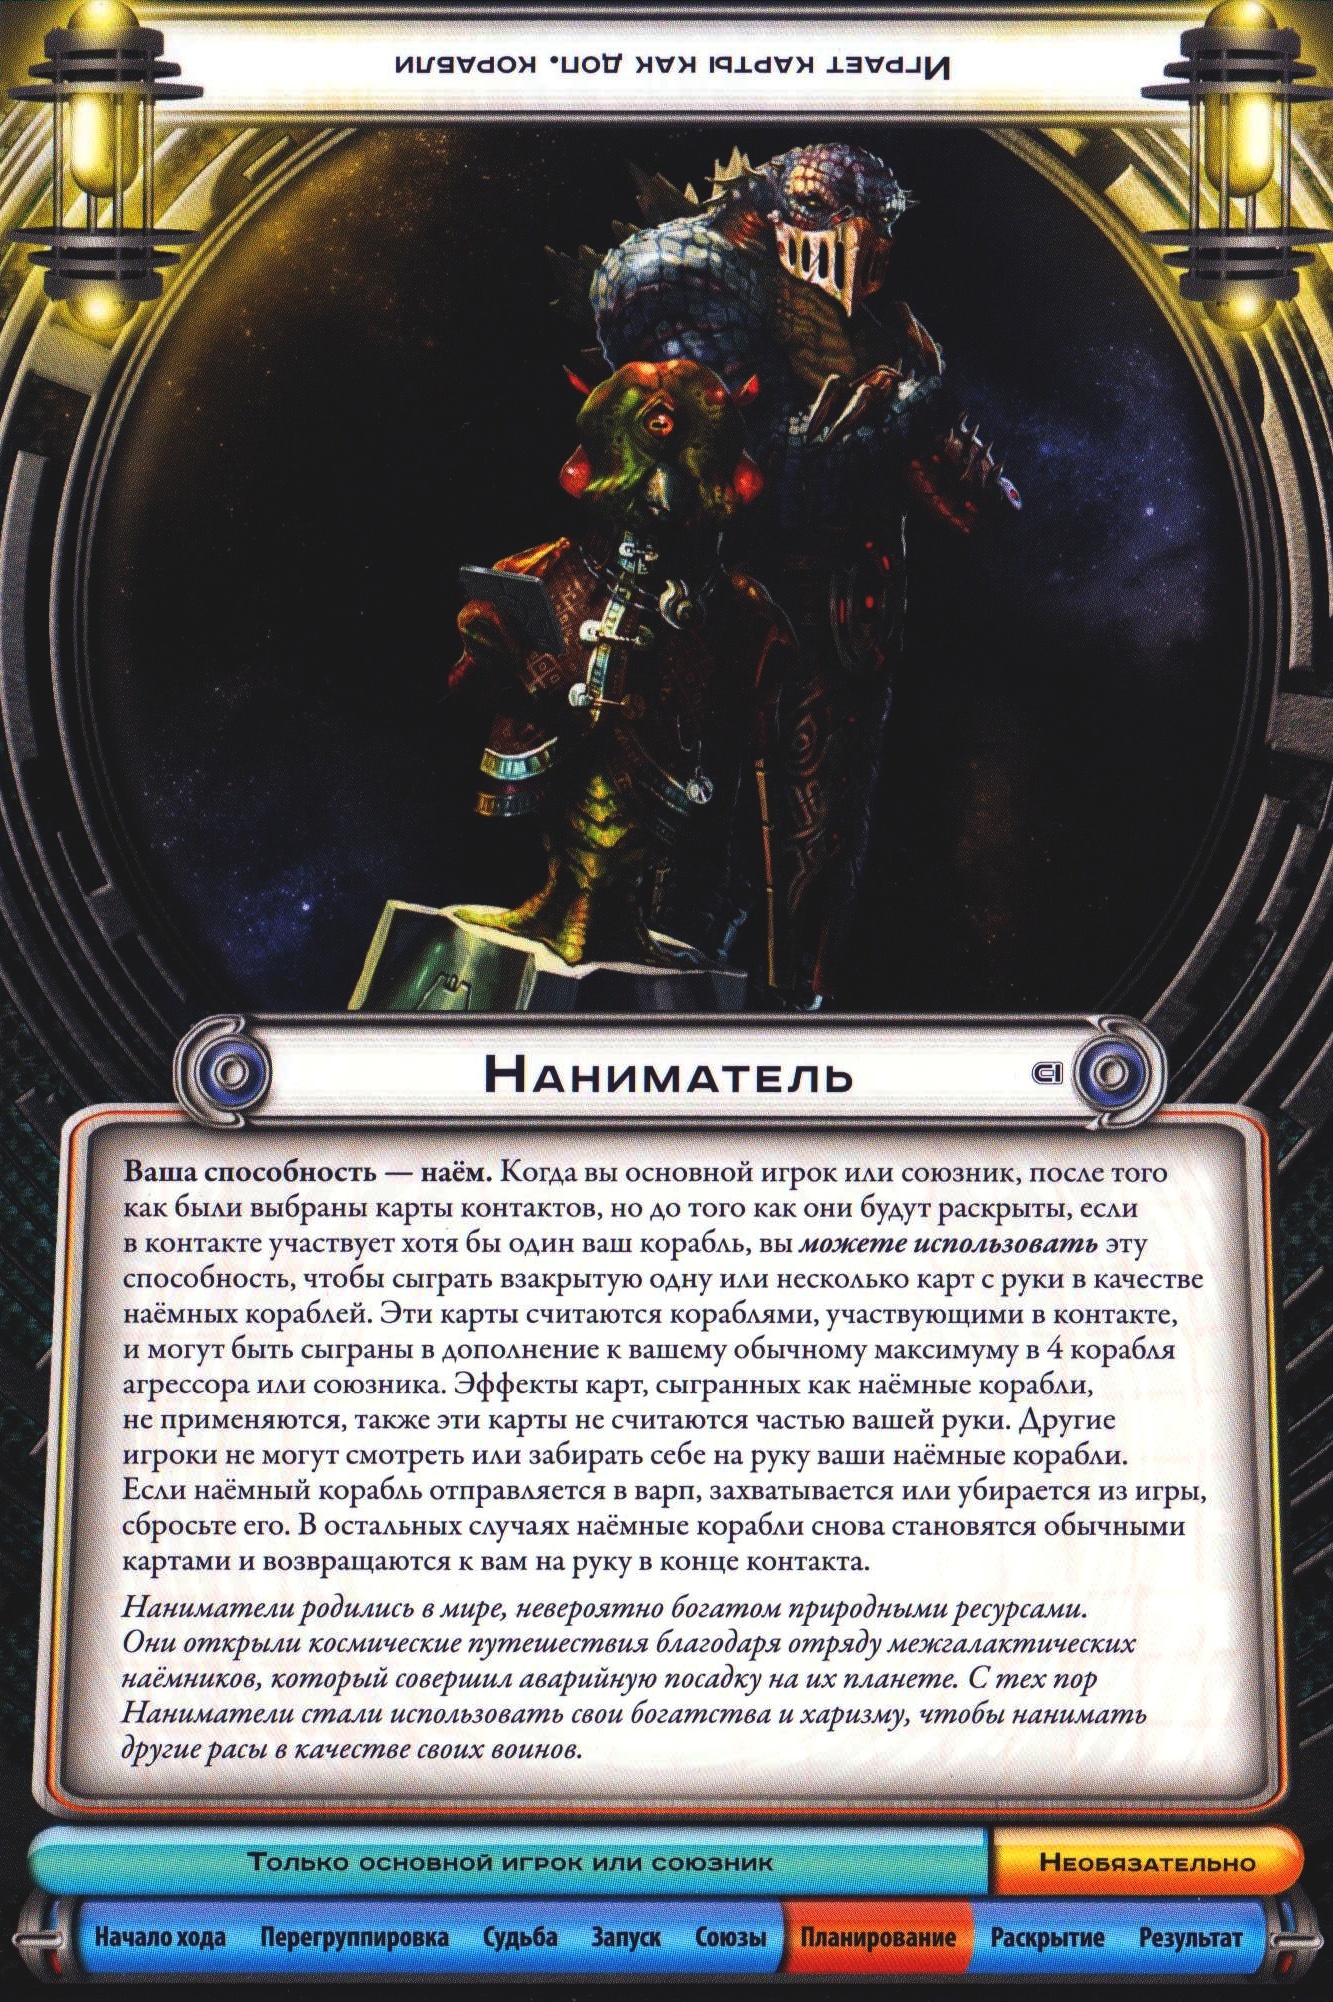 Играет карты как доп. корабли
Наниматель
Ваша способность — наём. Когда вы основной игрок или союзник, после того
как были выбраны карты контактов, но до того как они будут раскрыты, если
в контакте участвует хотя бы один ваш корабль, вы можете использовать эту
способность, чтобы сыграть взакрытую одну или несколько карт с руки в качестве
наёмных кораблей. Эти карты считаются кораблями, участвующими в контакте,
и могут быть сыграны в дополнение к вашему обычному максимуму в 4 корабля
агрессора или союзника. Эффекты карт, сыгранных как наёмные корабли,
не применяются, также эти карты не считаются частью вашей руки. Другие
игроки не могут смотреть или забирать себе на руку ваши наёмные корабли.
Если наёмный корабль отправляется в варп, захватывается или убирается из игры,
сбросьте его. В остальных случаях наёмные корабли снова становятся обычными
картами и возвращаются к вам на руку в конце контакта.
Наниматели родились в мире, невероятно богатом природными ресурсами.
Они открыли космические путешествия благодаря отряду межгалактических
наёмников, который совершил аварийную посадку на их планете. С тех пор
Наниматели стали использовать свои богатства и харизму, чтобы нанимать
другие расы в качестве своих воинов.
Только основной игрок или союзник Необязательно
Начало хода Перегруппировка Судьба Запуск Союзы Планирование Раскрытие Результат